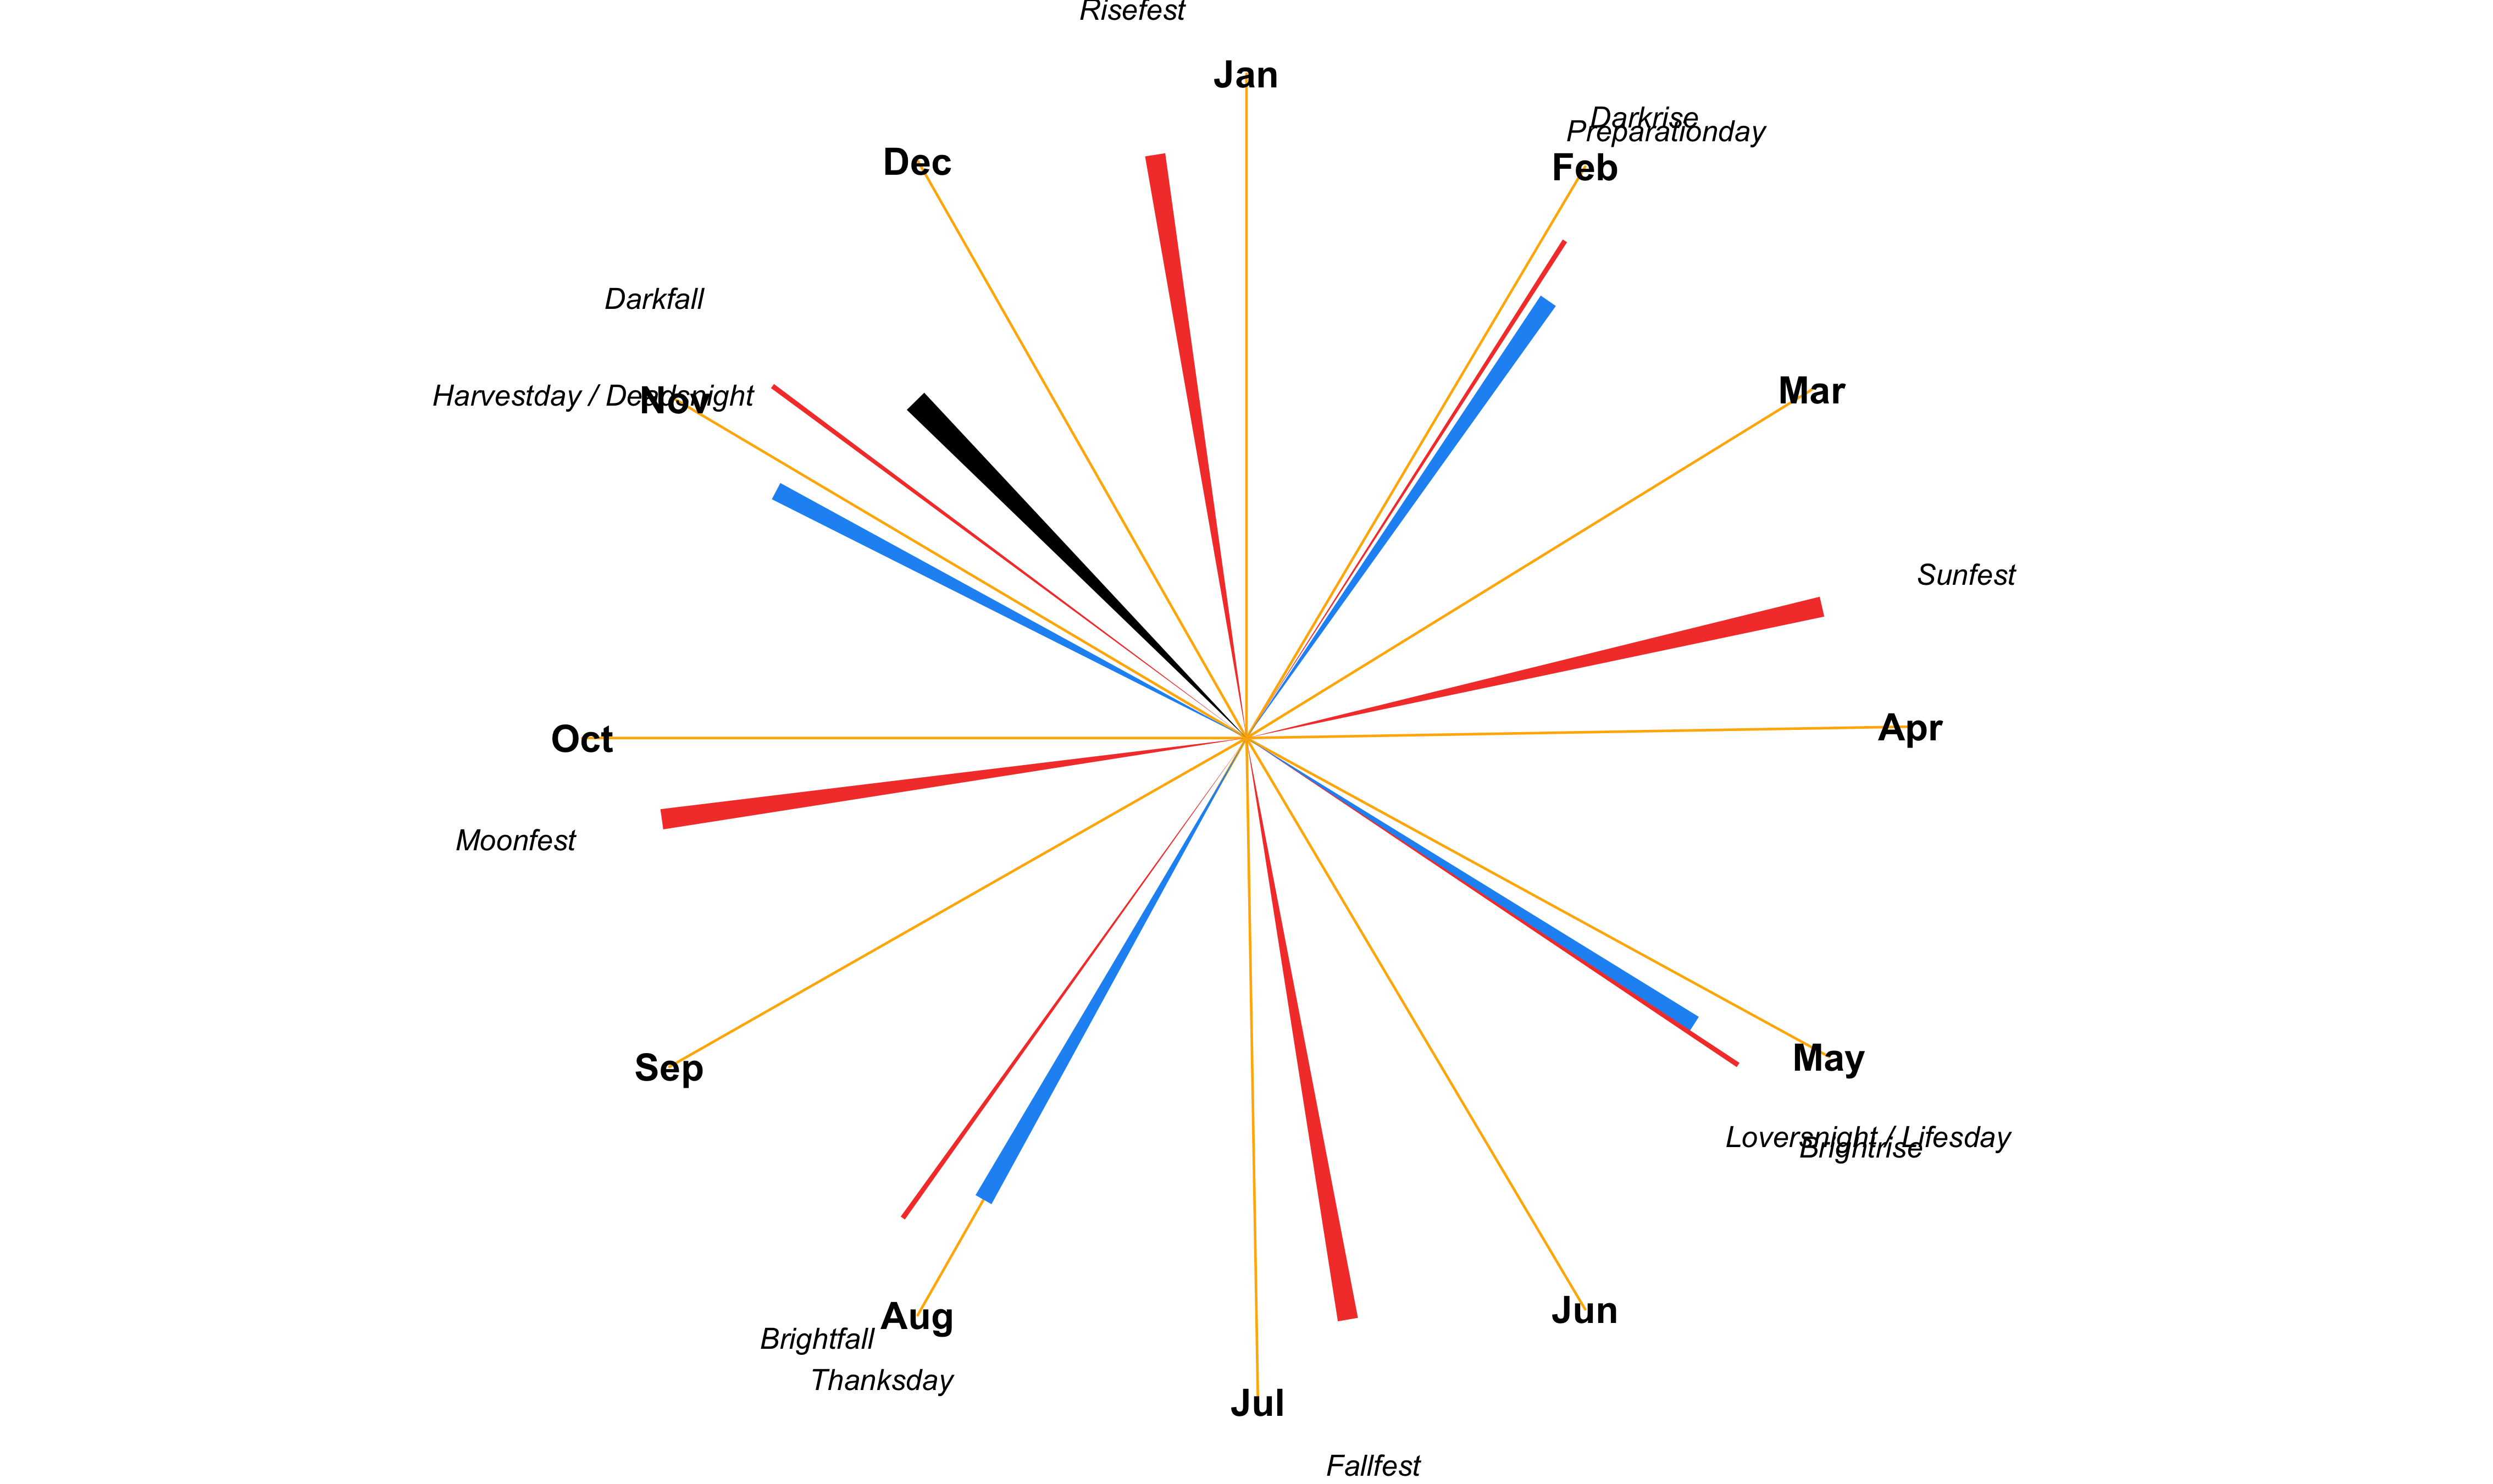 Risefest
Jan
Darkrise
Preparationday
Dec
Feb
Darkfall
Mar
Harvestday / Deadsnight
Nov
Sunfest
Apr
Oct
Moonfest
May
Sep
Loversnight / Lifesday
Brightrise
Jun
Aug
Brightfall
Thanksday
Jul
Fallfest